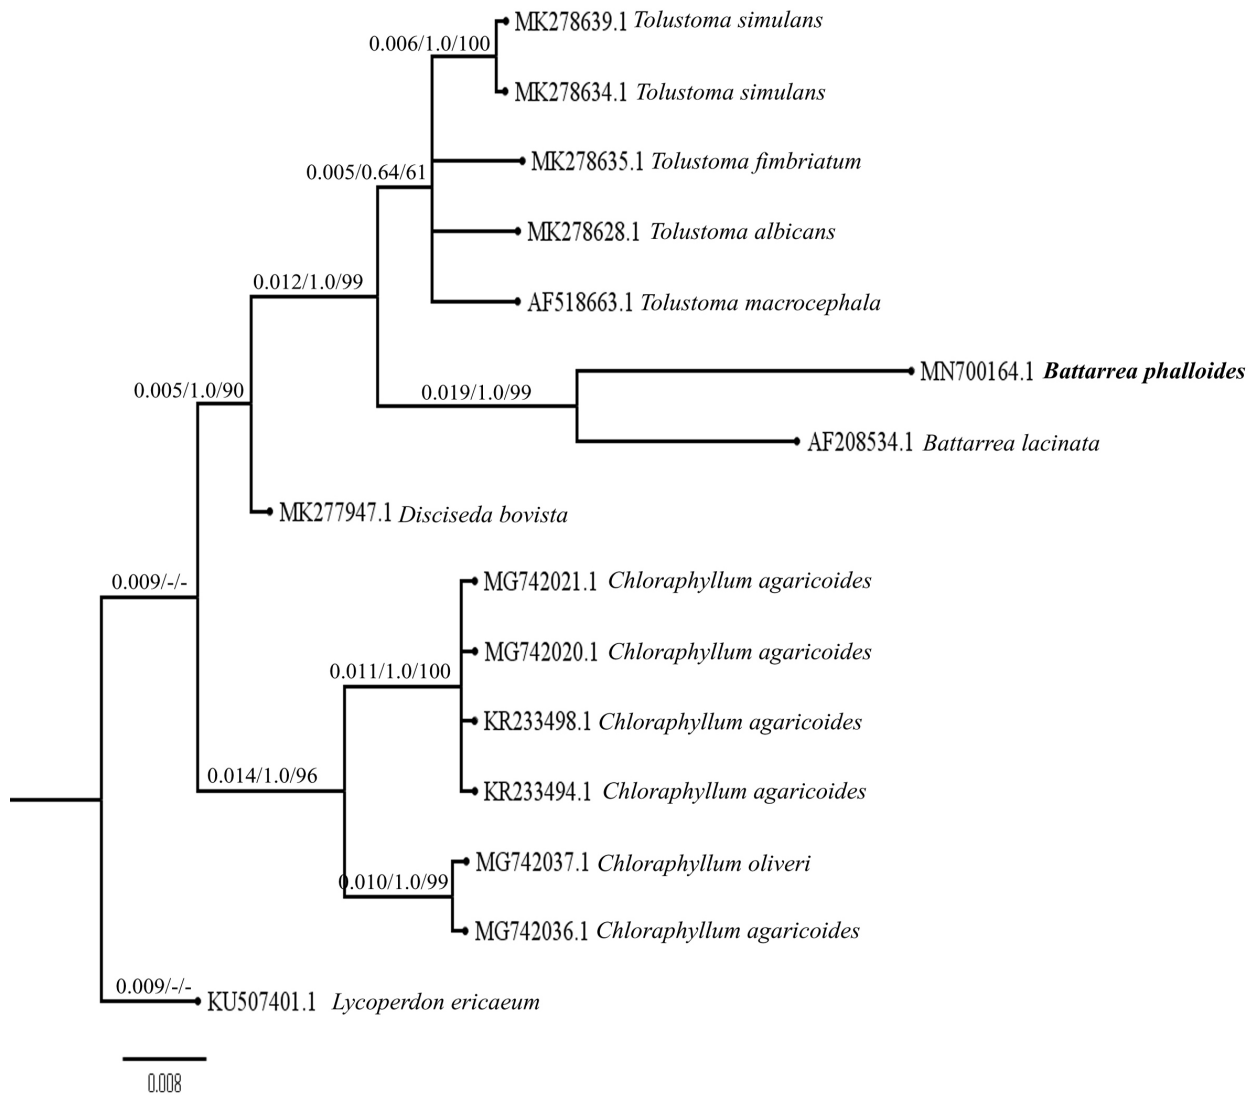 MK278639.1 Tolustoma simulans
0.006/1.0/100
MK278634.1 Tolustoma simulans
MK278635.1 Tolustoma fimbriatum
0.005/0.64/61
MK278628.1 Tolustoma albicans
0.012/1.0/99
AF518663.1 Tolustoma macrocephala
MN700164.1 Battarrea phalloides
0.005/1.0/90
0.019/1.0/99
AF208534.1 Battarrea lacinata
MK277947.1 Disciseda bovista
0.009/-/-
MG742021.1 Chloraphyllum agaricoides
MG742020.1 Chloraphyllum agaricoides
0.011/1.0/100
KR233498.1 Chloraphyllum agaricoides
0.014/1.0/96
KR233494.1 Chloraphyllum agaricoides
MG742037.1 Chloraphyllum oliveri
0.010/1.0/99
MG742036.1 Chloraphyllum agaricoides
0.009/-/-
KU507401.1 Lycoperdon ericaeum
0.008